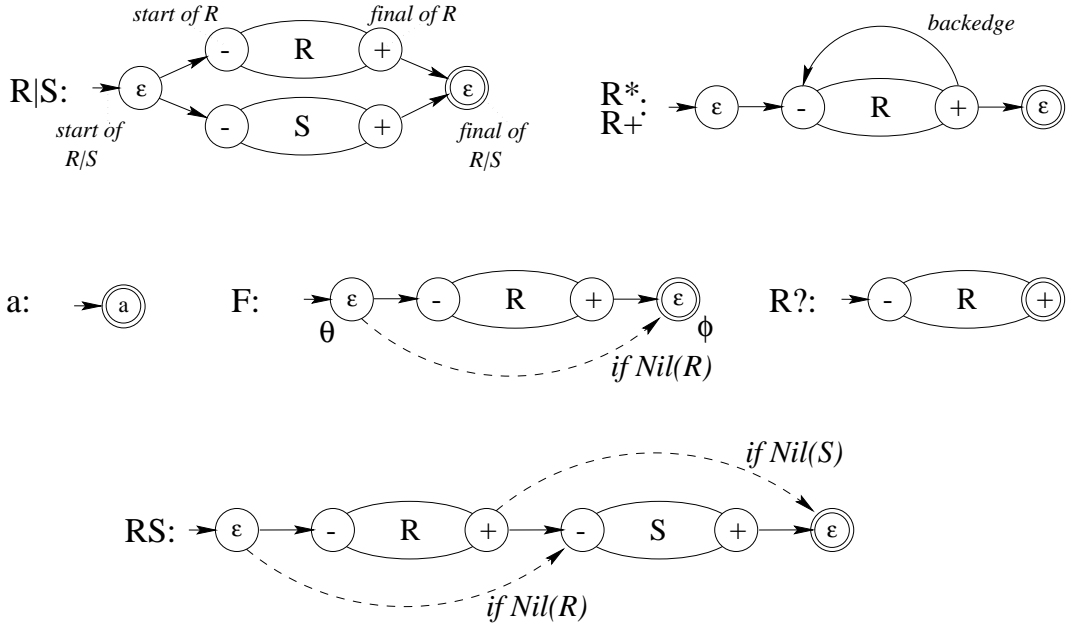 start of R
final of R
R|S:
ε
-
R
+
ε
-
S
+
start of
R/S
final of
R/S
backedge
R*
R+
:
ε
-
R
+
ε
a:
a
F:
ε
-
R
+
ε
θ
ϕ
if Nil(R)
R?:
-
R
+
if Nil(S)
RS:
ε
-
R
+
-
S
+
ε
if Nil(R)